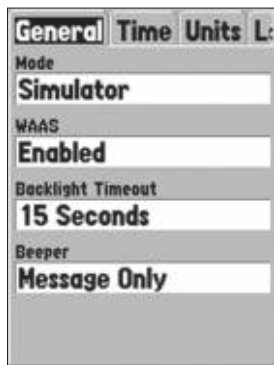 General Time Units L
Mode
Simulator
WAAS
Enabled
Backlight Timeout
15 Seconds
Beeper
Message Only